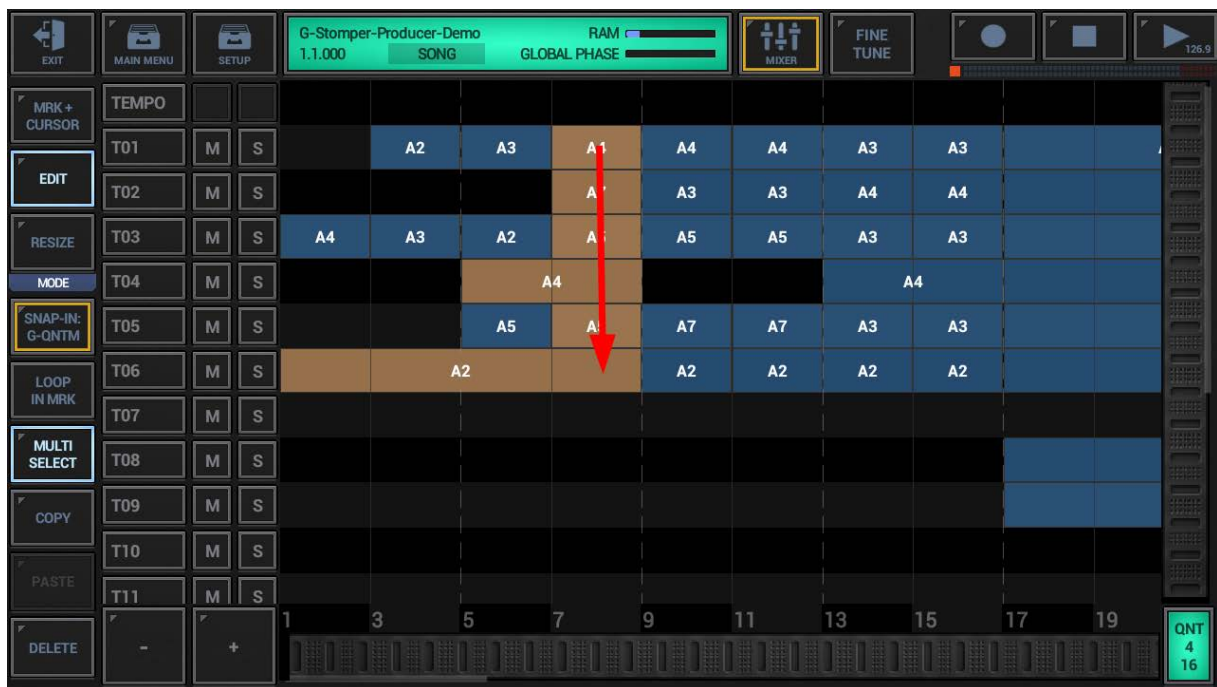 EXIT
MAIN MENU
SETUP
G-Stomper-Producer-Demo RAM
1.1.000 SONG GLOBAL PHASE
MIXER
FINE
TUNE
126.9
MRK +
CURSOR
EDIT
RESIZE
MODE
SNAP-IN:
G-QNTM
LOOP
IN MRK
MULTI
SELECT
COPY
PASTE
DELETE
TEMPO
T01 M S A2 A3 A4 A4 A4 A3 A3
T02 M S A3 A3 A4 A4
T03 M S A4 A3 A2 A5 A5 A3 A3
T04 M S A4 A4
T05 M S A5 A7 A7 A3 A3
T06 M S A2 A2 A2 A2 A2
T07 M S
T08 M S
T09 M S
T10 M S
T11 M S
- +
1 3 5 7 9 11 13 15 17 19
QNT
4
16